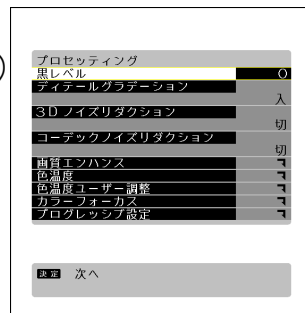 プロセッティング
黒レベル 0
ディテールグラデーション
入
3Dノイズリダクション
切
コーデックノイズリダクション
切
画質エンハンス
色温度
色温度ユーザー調整
カラーフォーカス
プログレッシブ設定
決定 次へ